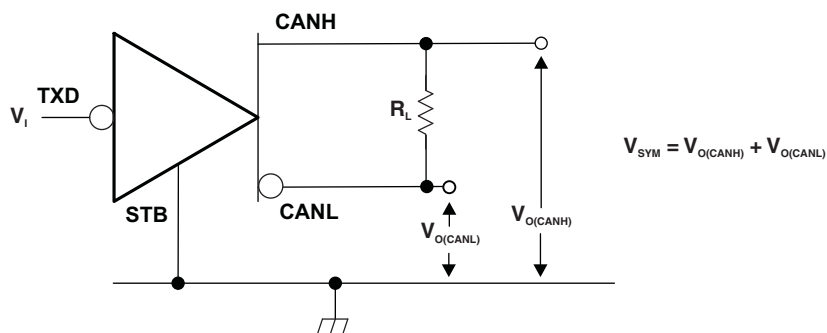 CANH
TXD
V_I
R_L
V_SYM = V_O(CANH) + V_O(CANL)
STB
CANL
V_O(CANL)
V_O(CANH)